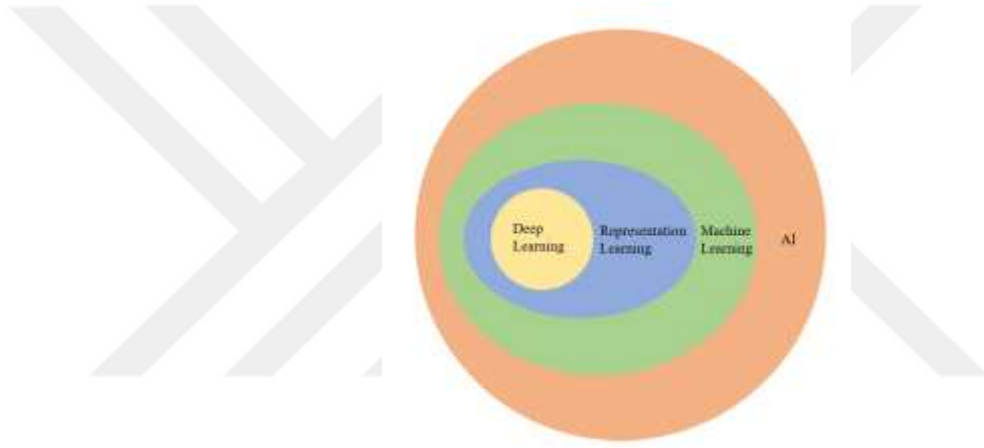 Deep
Learning
Representation
Learning
Machine
Learning
AI